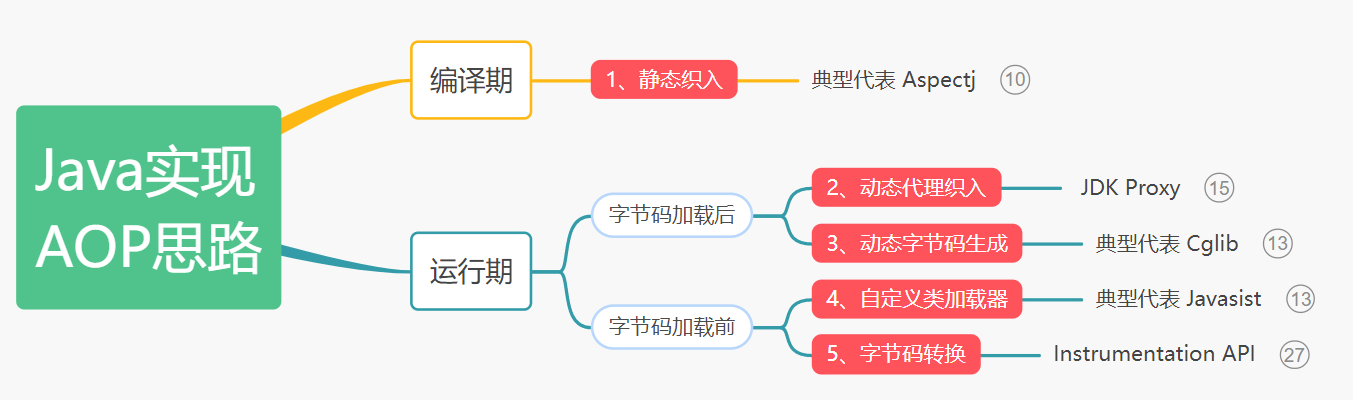 Java实现
AOP思路
编译期
1、静态织入
典型代表 Aspectj
10
运行期
字节码加载后
2、动态代理织入
JDK Proxy
15
3、动态字节码生成
典型代表 Cglib
13
字节码加载前
4、自定义类加载器
典型代表 Javasist
13
5、字节码转换
Instrumentation API
27